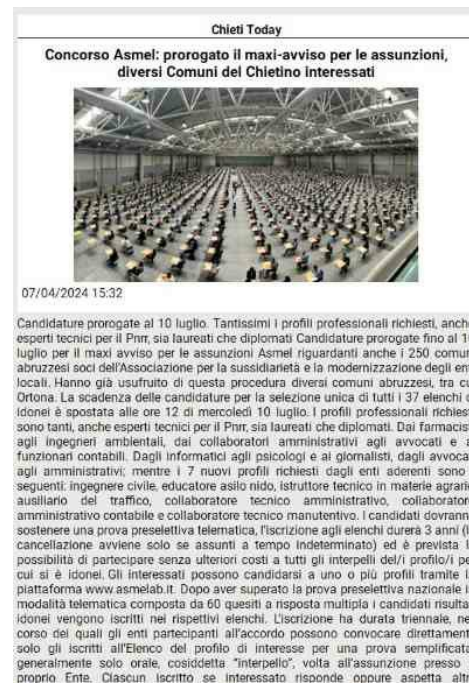 Chieti Today
Concorso Asmel: prorogato il maxi-avviso per le assunzioni,
diversi Comuni del Chietino interessati
07/04/2024 15:32
Candidature prorogate al 10 luglio. Tantissimi i profili professionali richiesti, anche
esperti tecnici per il Pnrr, sia laureati che diplomati Candidature prorogate fino al 10
luglio per il maxi avviso per le assunzioni Asmel riguardanti anche i 250 comuni
abruzzesi soci dell'Associazione per la sussidiarietà e la modernizzazione degli enti
locali. Hanno già usufruito di questa procedura diversi comuni abruzzesi, tra cui
Ortona. La scadenza delle candidature per la selezione unica di tutti i 37 elenchi di
idonei è spostata alle ore 12 di mercoledì 10 luglio. I profili professionali richiesti
sono tanti, anche esperti tecnici per il Pnrr, sia laureati che diplomati. Dai farmacisti
agli ingegneri ambientali, dai collaboratori amministrativi agli avvocati e ai
funzionari contabili. Dagli informatici agli psicologi e ai giornalisti, dagli avvocati
agli amministrativi; mentre i 7 nuovi profili richiesti dagli enti aderenti sono i
seguenti: ingegnere civile, educatore asilo nido, istruttore tecnico in materie agrarie,
ausiliario del traffico, collaboratore tecnico amministrativo, collaboratore
amministrativo contabile e collaboratore tecnico manutentivo. I candidati dovranno
sostenere una prova preselettiva telematica, l'iscrizione agli elenchi durerà 3 anni (la
cancellazione avviene solo se assunti a tempo indeterminato) ed è prevista la
possibilità di partecipare senza ulteriori costi a tutti gli interpelli del/i profilo/i per
cui si è idonei. Gli interessati possono candidarsi a uno o più profili tramite la
piattaforma www.asmelab.it. Dopo aver superato la prova preselettiva nazionale in
modalità telematica composta da 60 quesiti a risposta multipla i candidati risultati
idonei vengono iscritti nei rispettivi elenchi. L'iscrizione ha durata triennale, nel
corso dei quali gli enti partecipanti all'accordo possono convocare direttamente
solo gli iscritti all'Elenco del profilo di interesse per una prova semplificata,
generalmente solo orale, cosiddetta "interpello", volta all'assunzione presso il
proprio Ente. Ciascun iscritto se interessato risponde oppure aspetta altri